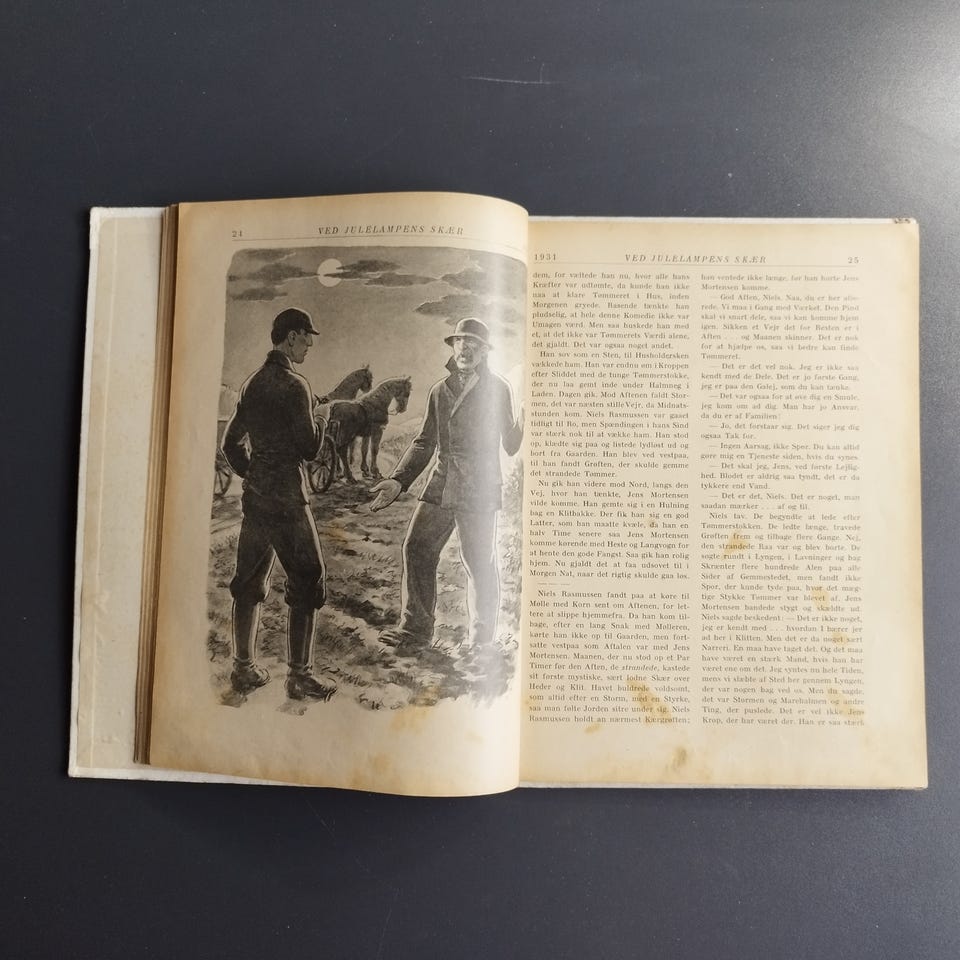 24
VED JULELAMPENS SKÆR
1931
VED JULELAMPENS SKÆR
25
dem, for væltede han nu, hvor alle hans
Kræfter var udtømte, da kunde han ikke
naa at klare Tømmeret i Hus, inden
Morgenen gryede. Rasende tænkte han
pludselig, at hele denne Komedie ikke var
Umagen værd. Men saa huskede han med
et, at det ikke var Tømmerets Værdi alene,
det gjaldt. Det var ogsaa noget andet.
Han sov som en Sten, til Husholdersken
vækkede ham. Han var endnu øm i Kroppen
efter Sliddet med de tunge Tømmerstokke,
der nu laa gemt inde under Halmneg i
Laden. Dagen gik. Mod Aftenen faldt Stor-
men, det var næsten stille Vejr, da Midnats-
stunden kom. Niels Rasmussen var gaaet
tidligt til Ro, men Spændingen i hans Sind
var stærk nok til at vække ham. Han stod
op, klædte sig paa og listede lydløst ud og
bort fra Gaarden. Han blev ved vestpaa,
til han fandt Grøften, der skulde gemme
det strandede Tømmer.
Nu gik han videre mod Nord, langs den
Vej, hvor han tænkte, Jens Mortensen
vilde komme. Han gemte sig i en Hulning
bag en Klitbakke. Der fik han sig en god
Latter, som han maatte kvæle, da han en
halv Time senere saa Jens Mortensen
komme kørende med Heste og Langvogn for
at hente den gode Fangst. Saa gik han rolig
hjem. Nu gjaldt det at faa udsovet til i
Morgen Nat, naar det rigtig skulde gaa løs.
Niels Rasmussen fandt paa at køre til
Mølle med Korn sent om Aftenen, for let-
tere at slippe hjemmefra. Da han kom til-
bage, efter en lang Snak med Mølleren,
kørte han ikke op til Gaarden, men fort-
satte vestpaa som Aftalen var med Jens
Mortensen. Maanen, der nu stod op et Par
Timer før den Aften, de strandede, kastede
sit første mystiske, sært lodne Skær over
Heder og Klit. Havet buldrede voldsomt,
som altid efter en Storm, med en Styrke,
saa man følte Jorden sitre under sig. Niels
Rasmussen holdt an nærmest Kærgrøften;
han ventede ikke længe, før han hørte Jens
Mortensen komme.
— God Aften, Niels. Naa, du er her alle-
rede. Vi maa i Gang med Værket. Den Pind
skal vi snart dele, saa vi kan komme hjem
igen. Sikken et Vejr det for Resten er i
Aften . . . og Maanen skinner. Det er nok
for at hjælpe os, saa vi bedre kan finde
Tømmeret.
— Det er det vel nok. Jeg er ikke saa
kendt med de Dele. Det er jo første Gang,
jeg er paa den Galej, som du kan tænke.
— Det var ogsaa for at øve dig en Smule,
jeg kom om ad dig. Man har jo Ansvar,
da du er af Familien!
— Jo, det forstaar sig. Det siger jeg dig
ogsaa Tak for.
— Ingen Aarsag, ikke Spor. Du kan altid
gøre mig en Tjeneste siden, hvis du synes.
— Det skal jeg, Jens, ved første Lejlig-
hed. Blodet er aldrig saa tyndt, det er da
tykkere end Vand.
— Det er det, Niels. Det er noget, man
saadan mærker . . . af og til.
Niels tav. De begyndte at lede efter
Tømmerstokken. De ledte længe, travede
Grøften frem og tilbage flere Gange. Nej,
den strandede Raa var og blev borte. De
søgte rundt i Lyngen, i Lavninger og bag
Skrænter flere hundrede Alen paa alle
Sider af Gemmestedet, men fandt ikke
Spor, der kunde tyde paa, hvor det mæg-
tige Stykke Tømmer var blevet af. Jens
Mortensen bandede stygt og skældte ud.
Niels sagde beskedent: — Det er ikke noget,
jeg er kendt med . . . hvordan I bærer jer
ad her i Klitten. Men det er da noget sært
Narreri. En maa have taget det. Og det maa
have været en stærk Mand, hvis han har
været ene om det. Jeg syntes nu hele Tiden,
mens vi slæbte af Sted her gennem Lyngen,
der var nogen bag ved os. Men du sagde,
det var Stormen og Marehalmen og andre
Ting, der puslede. Det er vel ikke Jens
Krop, der har været der. Han er saa stærk